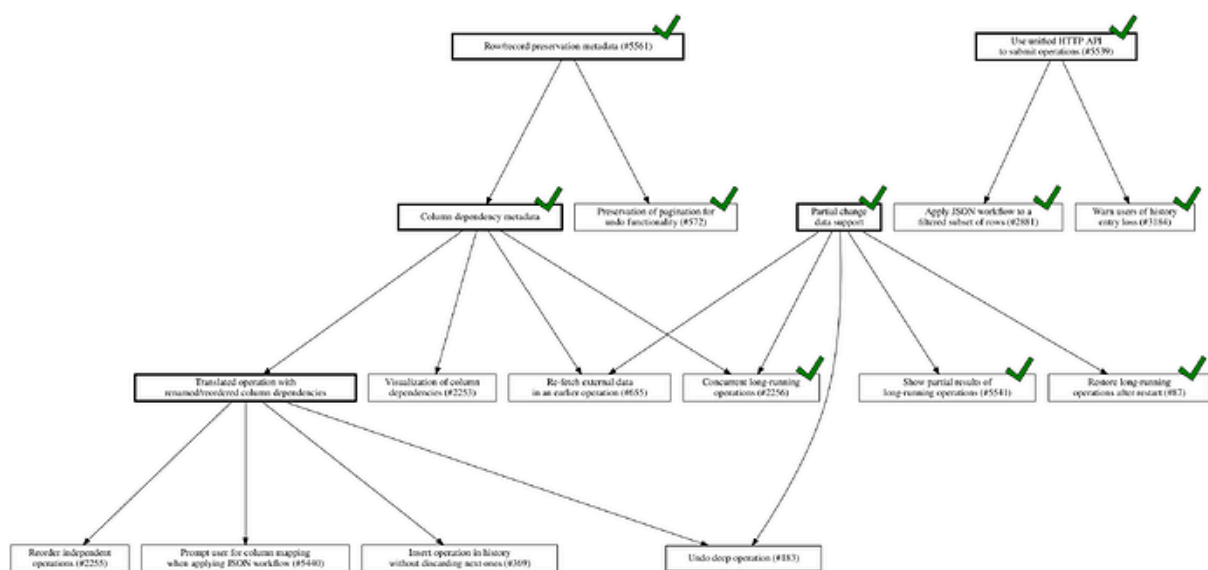 Row/record preservation metadata (#5561)
Use unified HTTP API
to submit operations (#5539)
Column dependency metadata
Preservation of pagination for
undo functionality (#572)
Partial change
data support
Apply JSON workflow to a
filtered subset of rows (#2881)
Warn users of history
entry loss (#3184)
Translated operation with
renamed/reordered column dependencies
Visualization of column
dependencies (#2253)
Re-fetch external data
in an earlier operation (#655)
Concurrent long-running
operations (#2256)
Show partial results of
long-running operations (#5541)
Restore long-running
operations after restart (#87)
Reorder independent
operations (#2255)
Prompt user for column mapping
when applying JSON workflow (#5440)
Insert operation in history
without discarding next ones (#369)
Undo deep operation (#183)